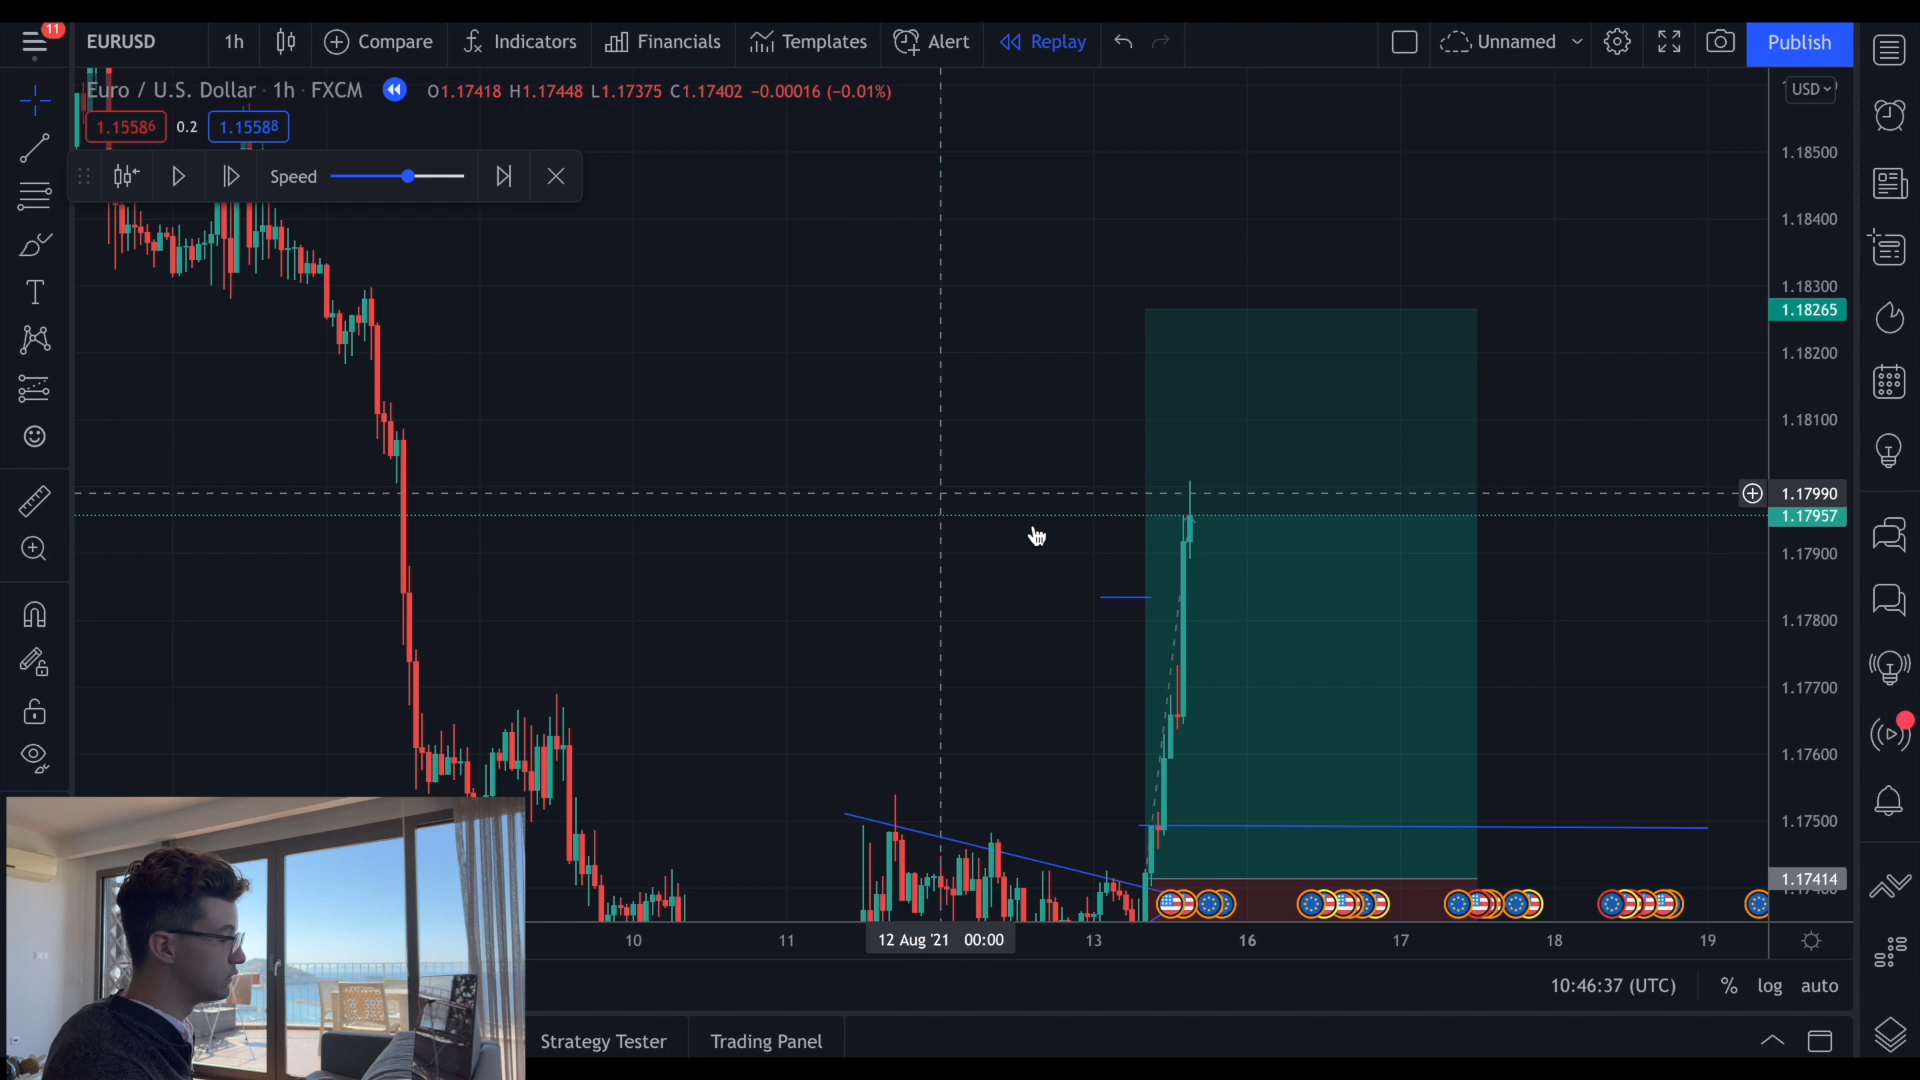 11
EURUSD 1h Compare Indicators Financials Templates Alert Replay Unnamed Publish
Euro / U.S. Dollar · 1h · FXCM O1.17418 H1.17448 L1.17375 C1.17402 −0.00016 (−0.01%)
USD
1.15586 0.2 1.15588
Speed
1.18500
1.18400
1.18300
1.18265
1.18200
1.18100
1.17990
1.17957
1.17900
1.17800
1.17700
1.17600
1.17500
1.17414
10 11 12 Aug '21 00:00 13 16 17 18 19
10:46:37 (UTC) % log auto
Strategy Tester Trading Panel